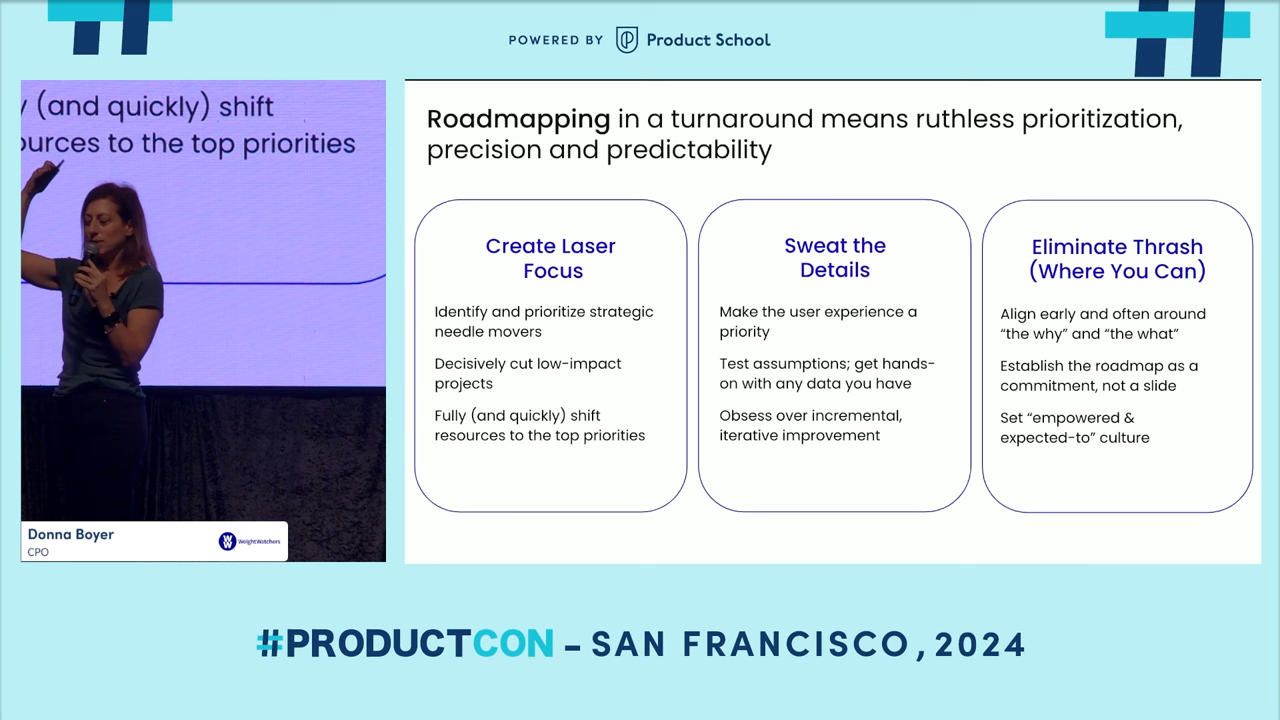 POWERED BY Product School
(and quickly) shift
to the top priorities
Donna Boyer
CPO
WeightWatchers
Roadmapping in a turnaround means ruthless prioritization,
precision and predictability
Create Laser
Focus
Identify and prioritize strategic
needle movers
Decisively cut low-impact
projects
Fully (and quickly) shift
resources to the top priorities
Sweat the
Details
Make the user experience a
priority
Test assumptions; get hands-
on with any data you have
Obsess over incremental,
iterative improvement
Eliminate Thrash
(Where You Can)
Align early and often around
“the why” and “the what”
Establish the roadmap as a
commitment, not a slide
Set “empowered &
expected-to” culture
#PRODUCTCON – SAN FRANCISCO, 2024